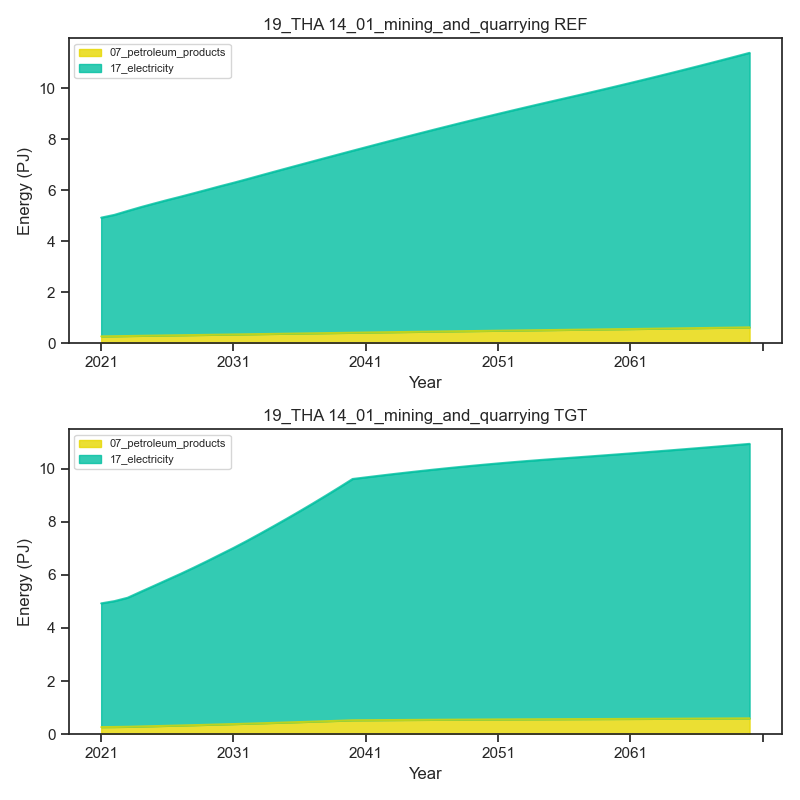 19_THA 14_01_mining_and_quarrying REF
07_petroleum_products
17_electricity
Energy (PJ)
10
8
6
4
2
0
2021 2031 2041 2051 2061
Year
19_THA 14_01_mining_and_quarrying TGT
07_petroleum_products
17_electricity
Energy (PJ)
10
8
6
4
2
0
2021 2031 2041 2051 2061
Year